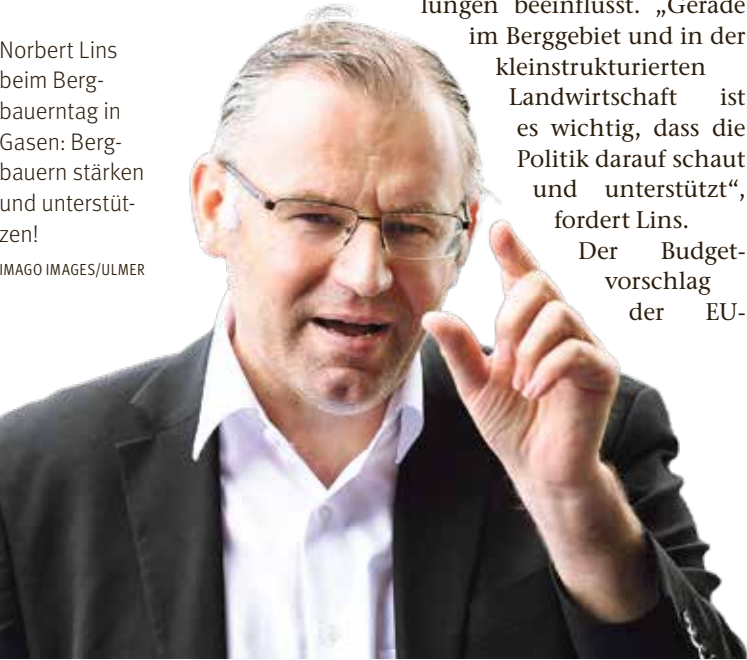 Norbert Lins
beim Berg-
bauerntag in
Gasen: Berg-
bauern stärken
und unterstüt-
zen!
IMAGO IMAGES/ULMER
lungen beeinflusst. „Gerade
im Berggebiet und in der
kleinstrukturierten
Landwirtschaft ist
es wichtig, dass die
Politik darauf schaut
und unterstützt“,
fordert Lins.
Der Budget-
vorschlag
der EU-